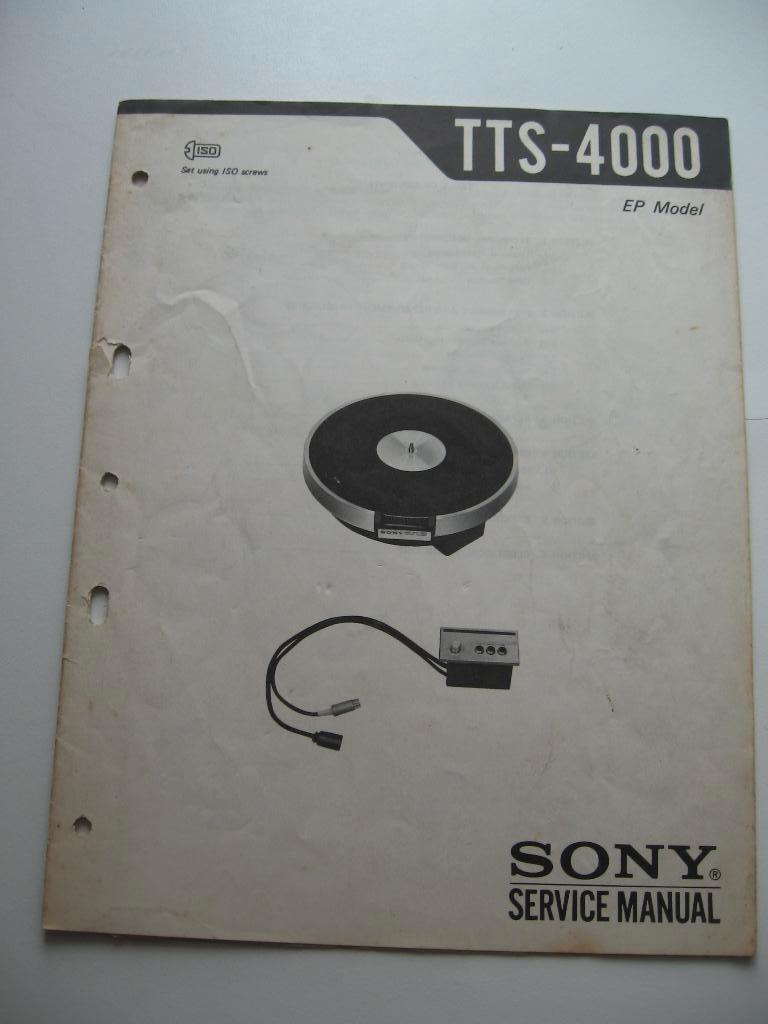 TTS-4000
ISO
Set using ISO screws
EP Model
SONY
SONY®
SERVICE MANUAL